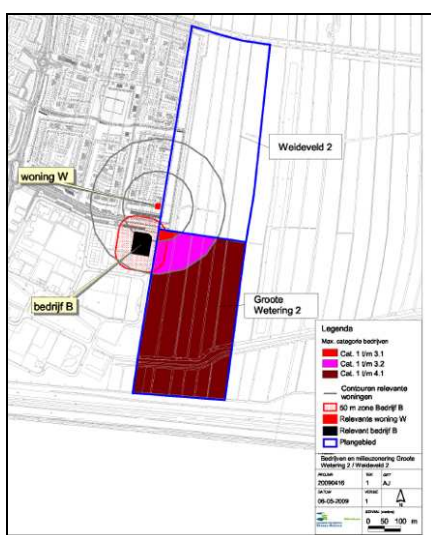 Weideveld 2
woning W
bedrijf B
Groote
Wetering 2
Legenda
Max. categorie bedrijven
Cat. 1 t/m 3.1
Cat. 1 t/m 3.2
Cat. 1 t/m 4.1
Contouren relevante
woningen
50 m zone Bedrijf B
Relevante woning W
Relevant bedrijf B
Plangebied
Bedrijven en milieuzonering Groote
Wetering 2 / Weideveld 2
20090416 1 AJ
06-05-2009 1
0 50 100 m